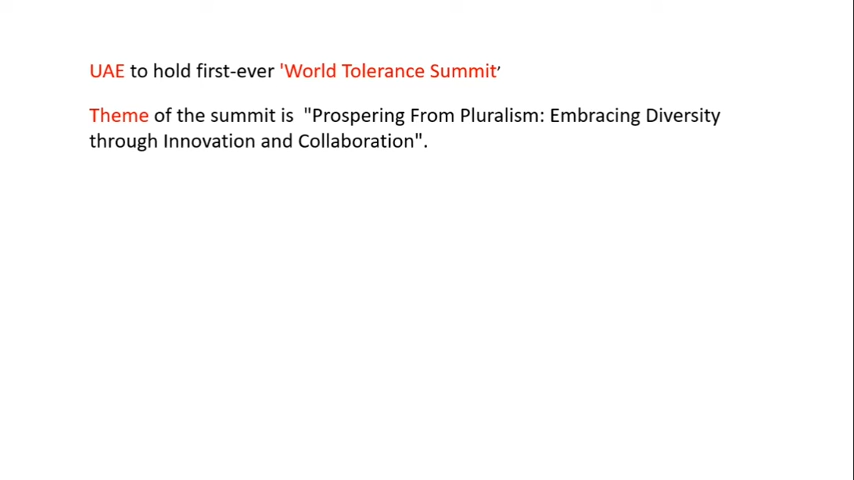 UAE to hold first-ever 'World Tolerance Summit’
Theme of the summit is  "Prospering From Pluralism: Embracing Diversity
through Innovation and Collaboration".